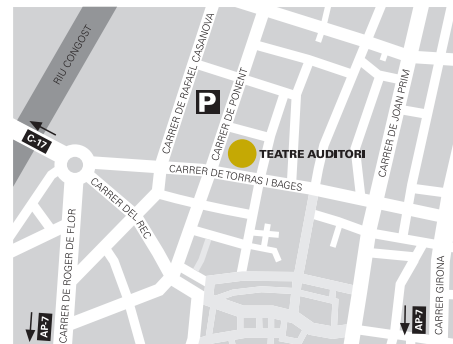 RIU CONGOST
CARRER DE RAFAEL CASANOVA
P
CARRER DE PONENT
CARRER DE JOAN PRIM
C-17
TEATRE AUDITORI
CARRER DE TORRAS I BAGES
CARRER DEL REC
CARRER DE ROGER DE FLOR
AP-7
AP-7
CARRER GIRONA